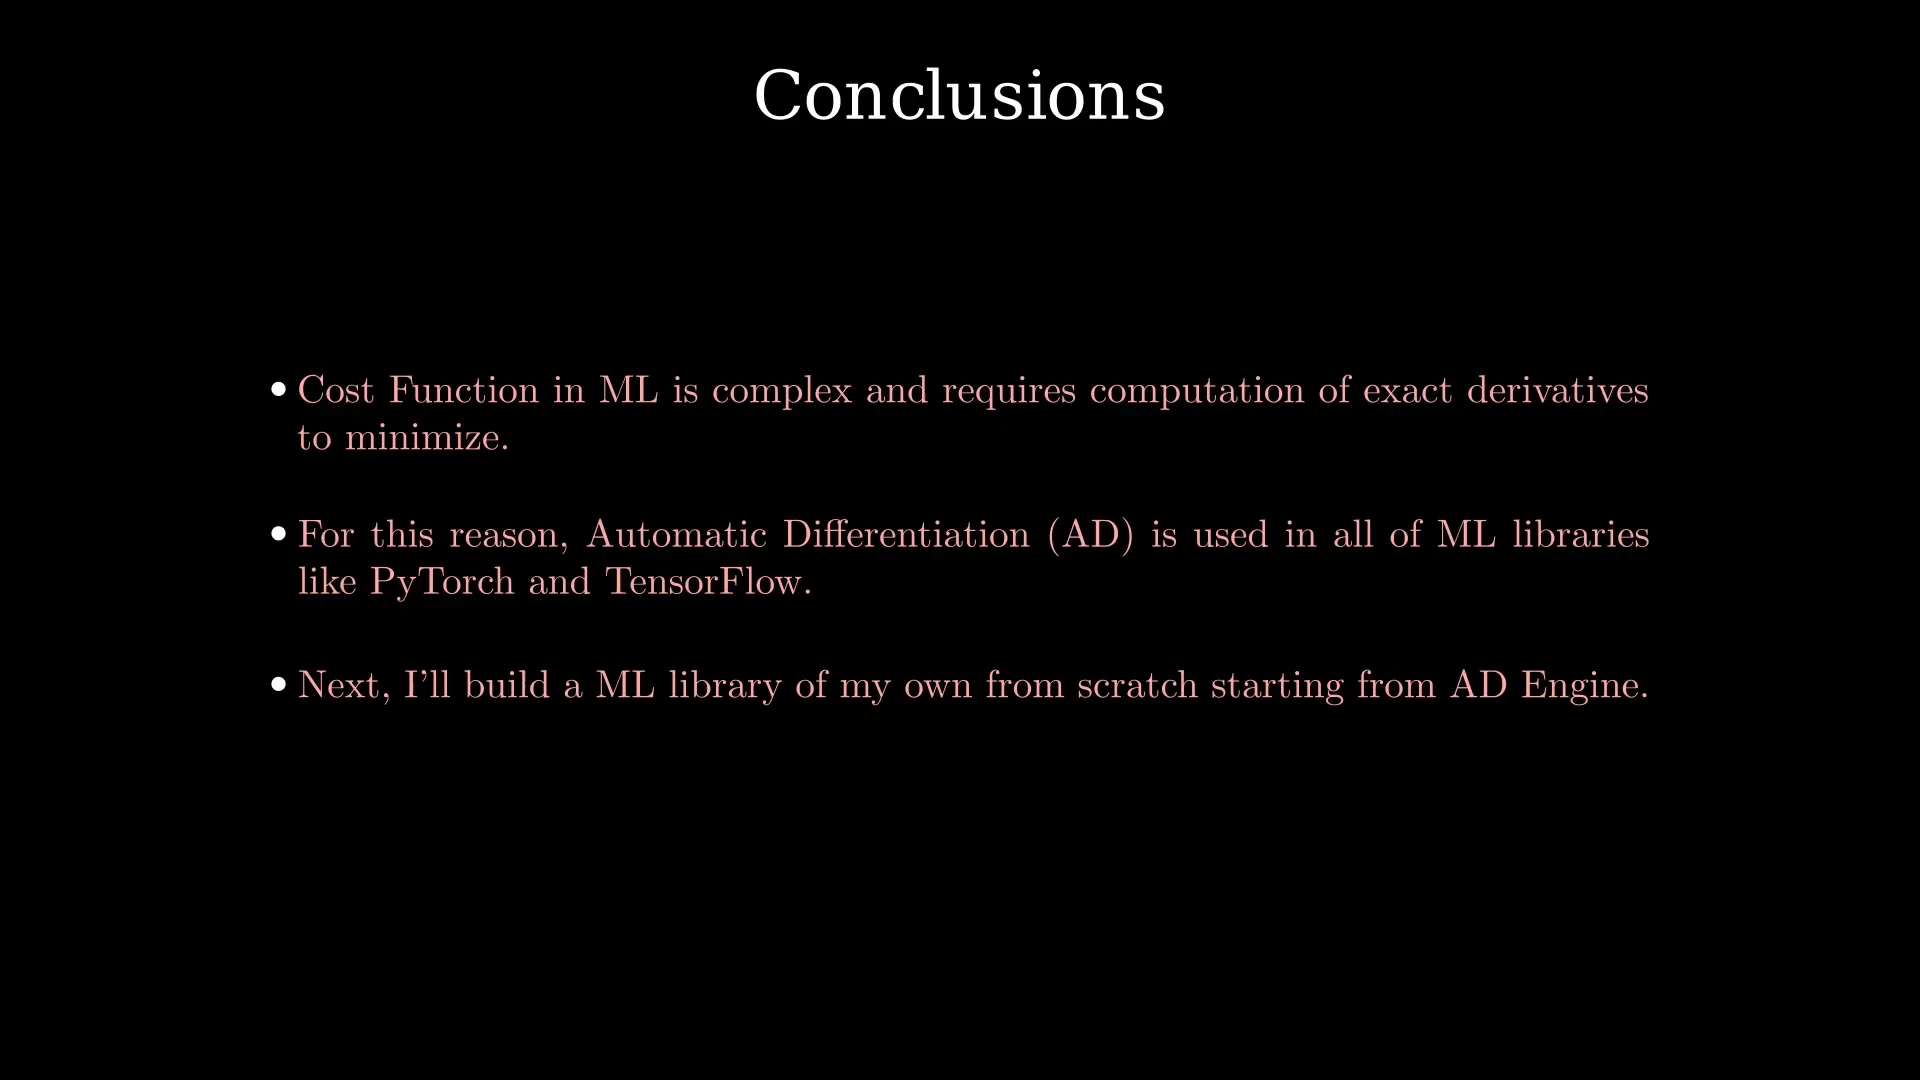 Conclusions
• Cost Function in ML is complex and requires computation of exact derivatives
to minimize.
• For this reason, Automatic Differentiation (AD) is used in all of ML libraries
like PyTorch and TensorFlow.
• Next, I'll build a ML library of my own from scratch starting from AD Engine.